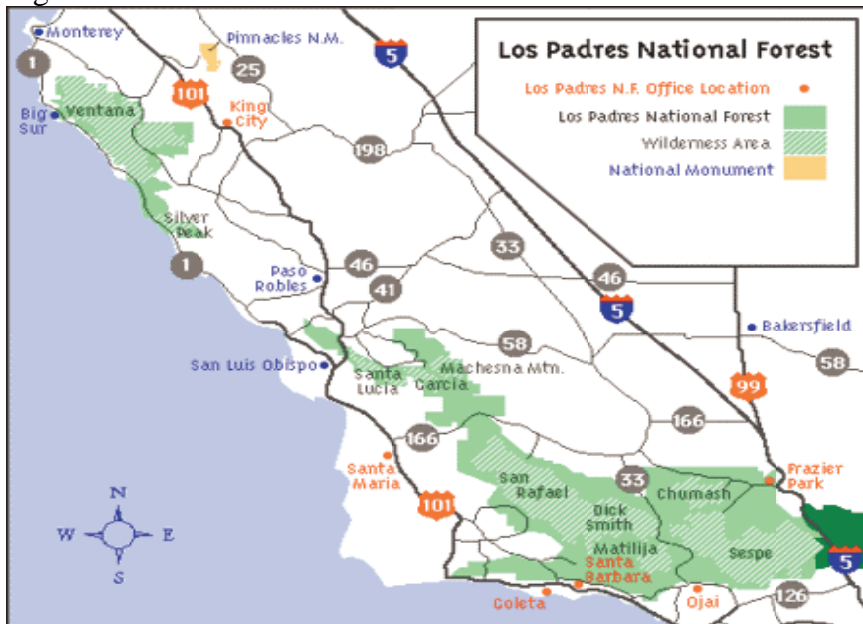 Monterey
Pinnacles N.M.
1
5
25
101
Los Padres National Forest
Los Padres N.F. Office Location
Los Padres National Forest
Wilderness Area
National Monument
Big
Sur
Ventana
King
City
198
Silver
Peak
1
33
Paso
Robles
46
41
46
5
Bakersfield
58
58
San Luis Obispo
Santa
Lucia
Garcia
Machesna Mtn.
99
166
166
Santa
Maria
101
San
Rafael
33
Chumash
Frazier
Park
Dick
Smith
Matilija
Sespe
Santa
Barbara
5
Goleta
Ojai
126
N
W
E
S